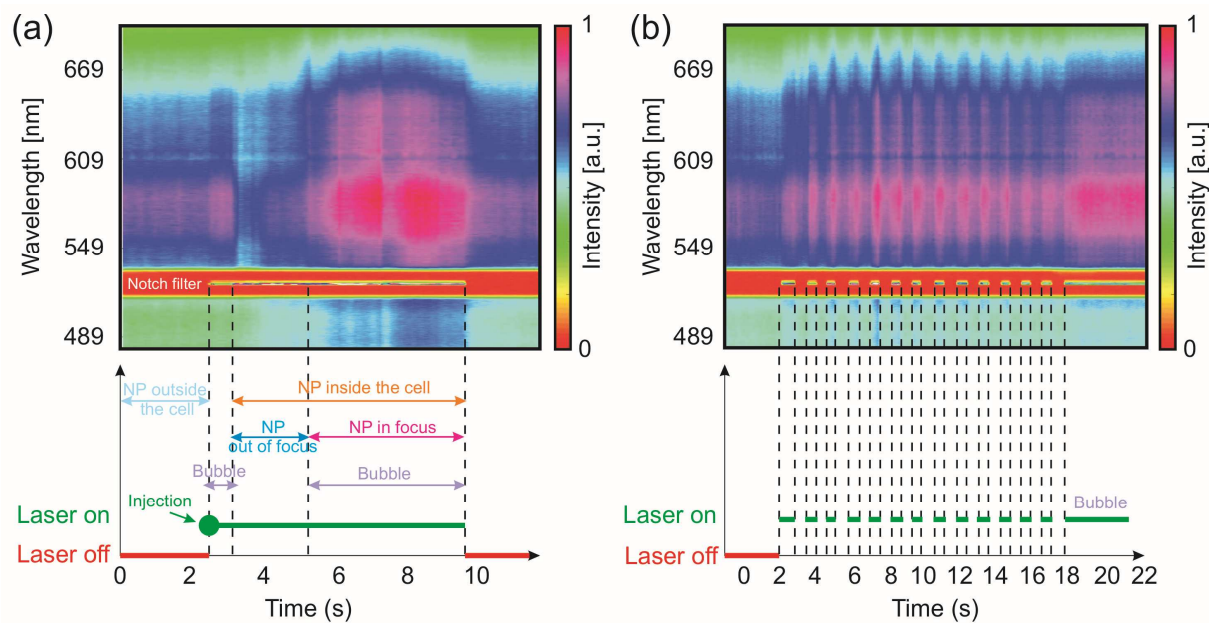 (a)
Wavelength [nm]
669
609
549
489
Notch filter
1
Intensity [a.u.]
0
NP outside
the cell
NP inside the cell
NP
out of focus
NP in focus
Bubble
Bubble
Injection
Laser on
Laser off
0 2 4 6 8 10
Time (s)
(b)
Wavelength [nm]
669
609
549
489
1
Intensity [a.u.]
0
Bubble
Laser on
Laser off
0 2 4 6 8 10 12 14 16 18 20 22
Time (s)